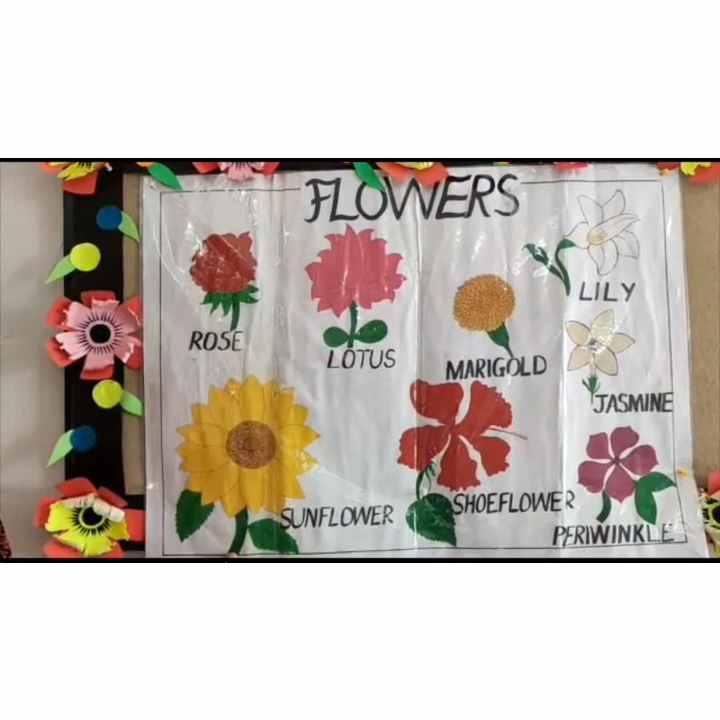 FLOWERS
LILY
ROSE
LOTUS
MARIGOLD
JASMINE
SUNFLOWER
SHOEFLOWER
PERIWINKLE